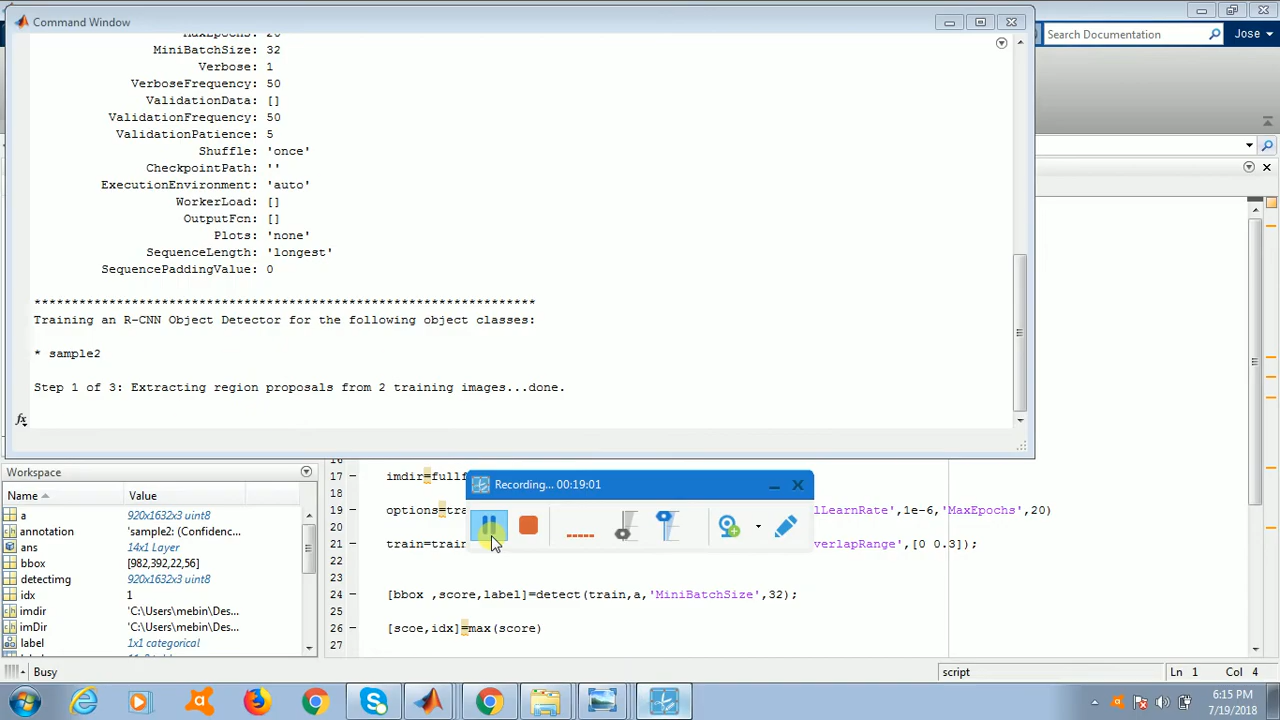 Command Window
Search Documentation
Jose
MaxEpochs: 20
MiniBatchSize: 32
Verbose: 1
VerboseFrequency: 50
ValidationData: []
ValidationFrequency: 50
ValidationPatience: 5
Shuffle: 'once'
CheckpointPath: ''
ExecutionEnvironment: 'auto'
WorkerLoad: []
OutputFcn: []
Plots: 'none'
SequenceLength: 'longest'
SequencePaddingValue: 0
*******************************************************************
Training an R-CNN Object Detector for the following object classes:
* sample2
Step 1 of 3: Extracting region proposals from 2 training images...done.
fx
Workspace
Name Value
a 920x1632x3 uint8
annotation 'sample2: (Confidenc...
ans 14x1 Layer
bbox [982,392,22,56]
detectimg 920x1632x3 uint8
idx 1
imdir 'C:\Users\mebin\Des...
imDir 'C:\Users\mebin\Des...
label 1x1 categorical
Recording... 00:19:01
16
17 imdir=fullf
18
19 options=tra lLearnRate',1e-6,'MaxEpochs',20)
20
21 train=train verlapRange',[0 0.3]);
22
23
24 [bbox ,score,label]=detect(train,a,'MiniBatchSize',32);
25
26 [scoe,idx]=max(score)
27
Busy
script
Ln 1 Col 4
6:15 PM
7/19/2018